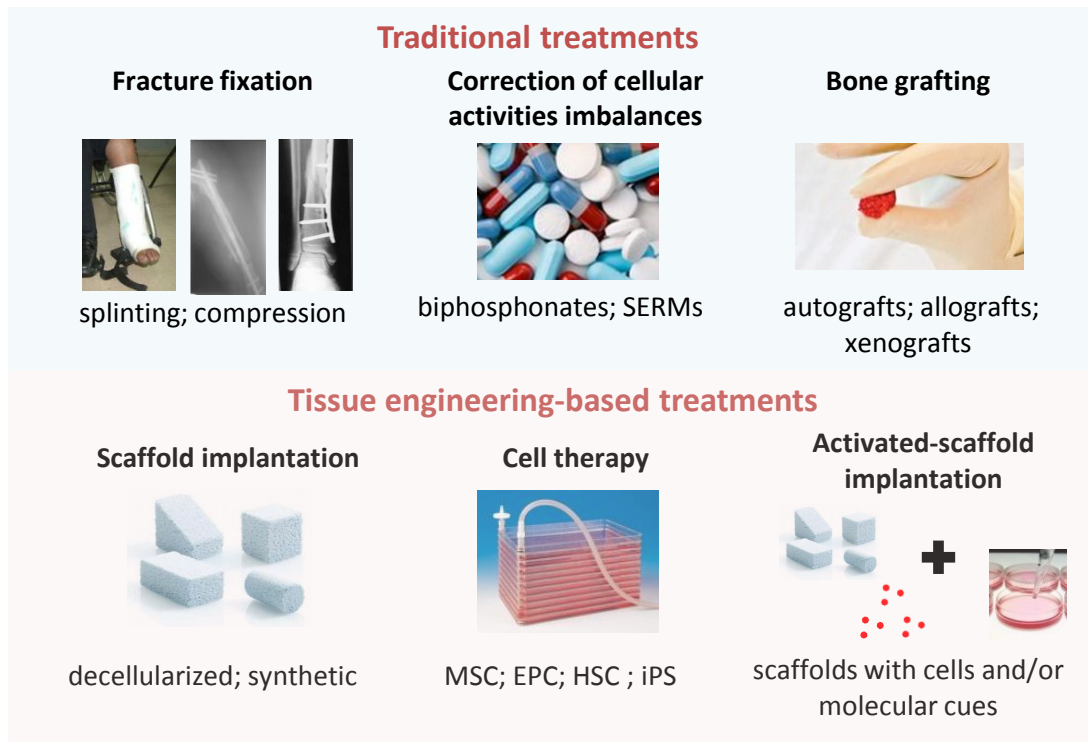 Traditional treatments
Fracture fixation
Correction of cellular
activities imbalances
Bone grafting
splinting; compression
biphosphonates; SERMs
autografts; allografts;
xenografts
Tissue engineering-based treatments
Scaffold implantation
Cell therapy
Activated-scaffold
implantation
decellularized; synthetic
MSC; EPC; HSC ; iPS
scaffolds with cells and/or
molecular cues